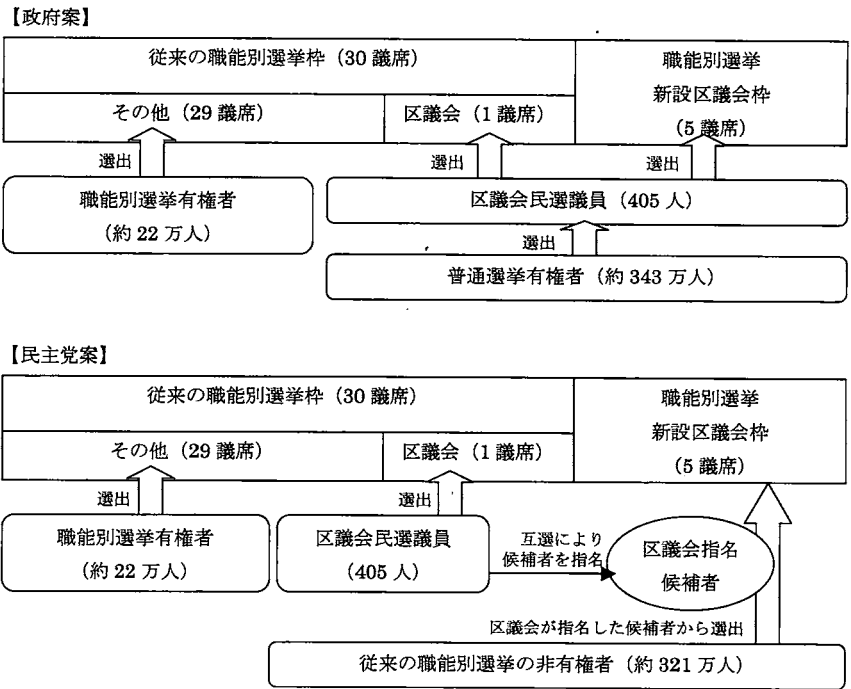 【政府案】
従来の職能別選挙枠（30 議席）
職能別選挙
新設区議会枠
（5 議席）
その他（29 議席）
区議会（1 議席）
選出
選出
選出
職能別選挙有権者
（約 22 万人）
区議会民選議員（405 人）
選出
普通選挙有権者（約 343 万人）
【民主党案】
従来の職能別選挙枠（30 議席）
職能別選挙
新設区議会枠
（5 議席）
その他（29 議席）
区議会（1 議席）
選出
選出
職能別選挙有権者
（約 22 万人）
区議会民選議員
（405 人）
互選により
候補者を指名
区議会指名
候補者
区議会が指名した候補者から選出
従来の職能別選挙の非有権者（約 321 万人）